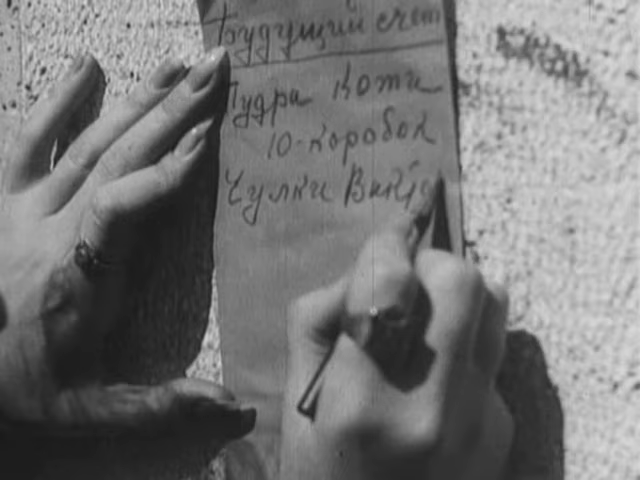 Будущий счет
Пудра Коти
10-коробок
Чулки